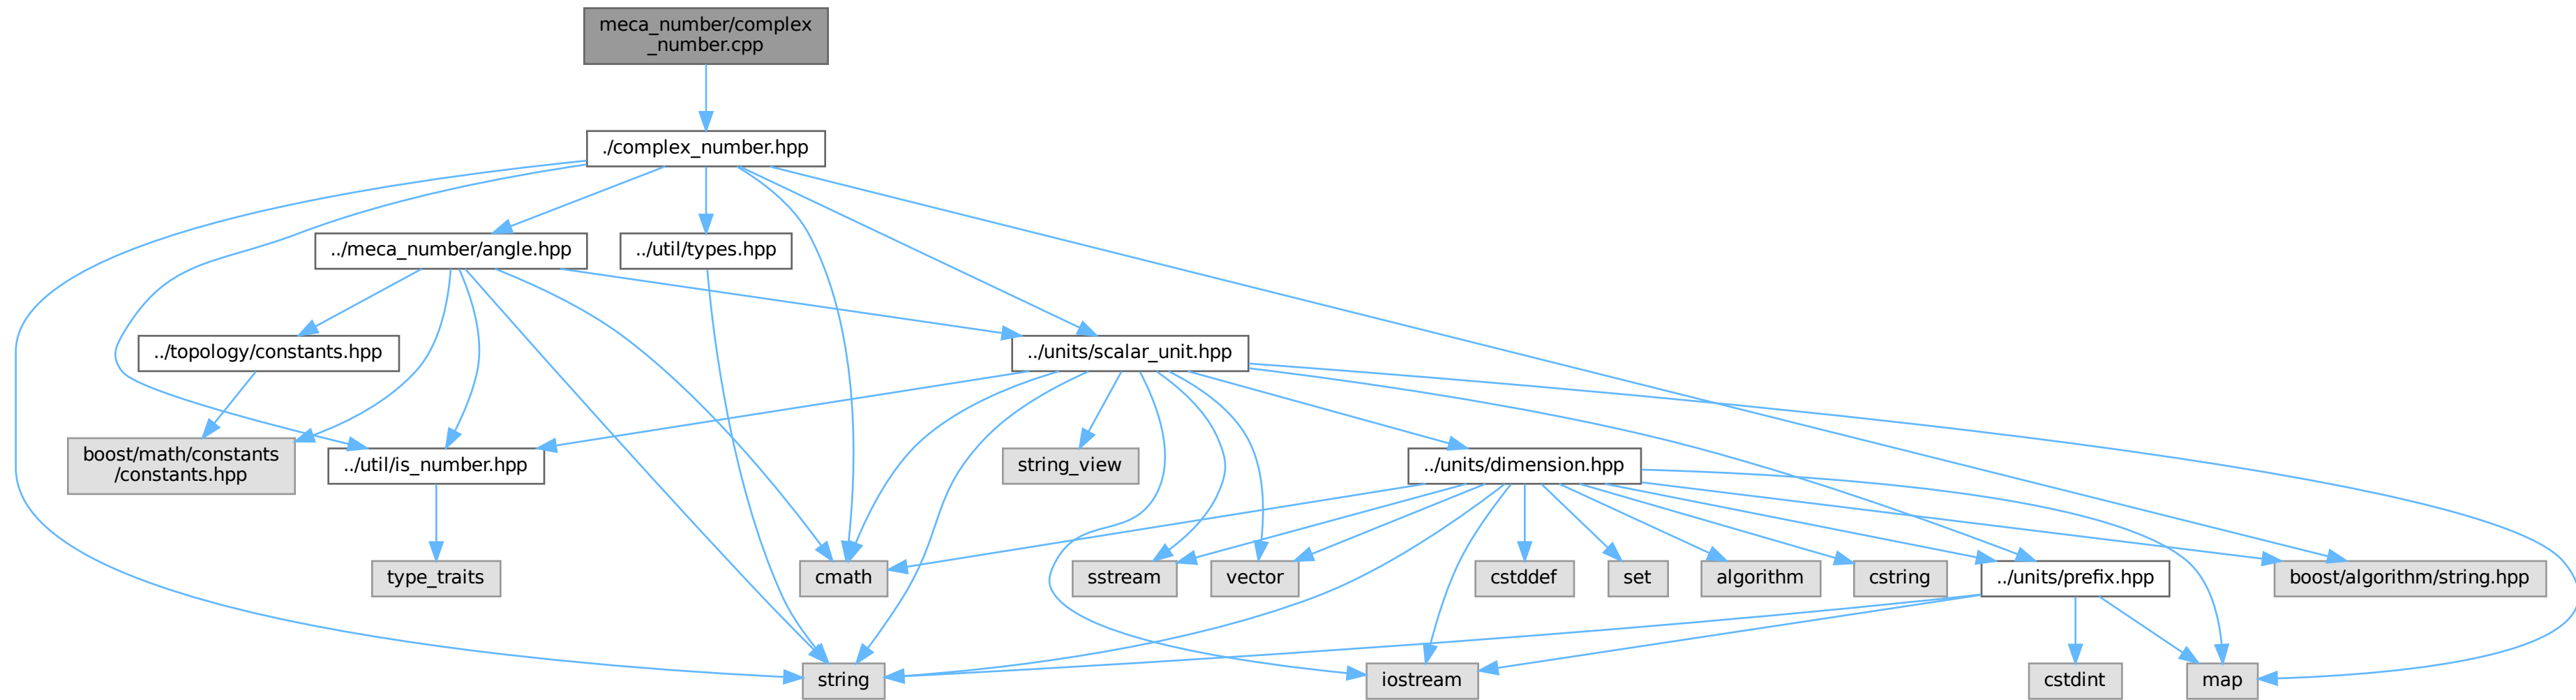 meca_number/complex
_number.cpp
./complex_number.hpp
../meca_number/angle.hpp
../util/types.hpp
../topology/constants.hpp
../units/scalar_unit.hpp
boost/math/constants
/constants.hpp
../util/is_number.hpp
string_view
../units/dimension.hpp
type_traits
cmath
sstream
vector
cstddef
set
algorithm
cstring
../units/prefix.hpp
boost/algorithm/string.hpp
string
iostream
cstdint
map